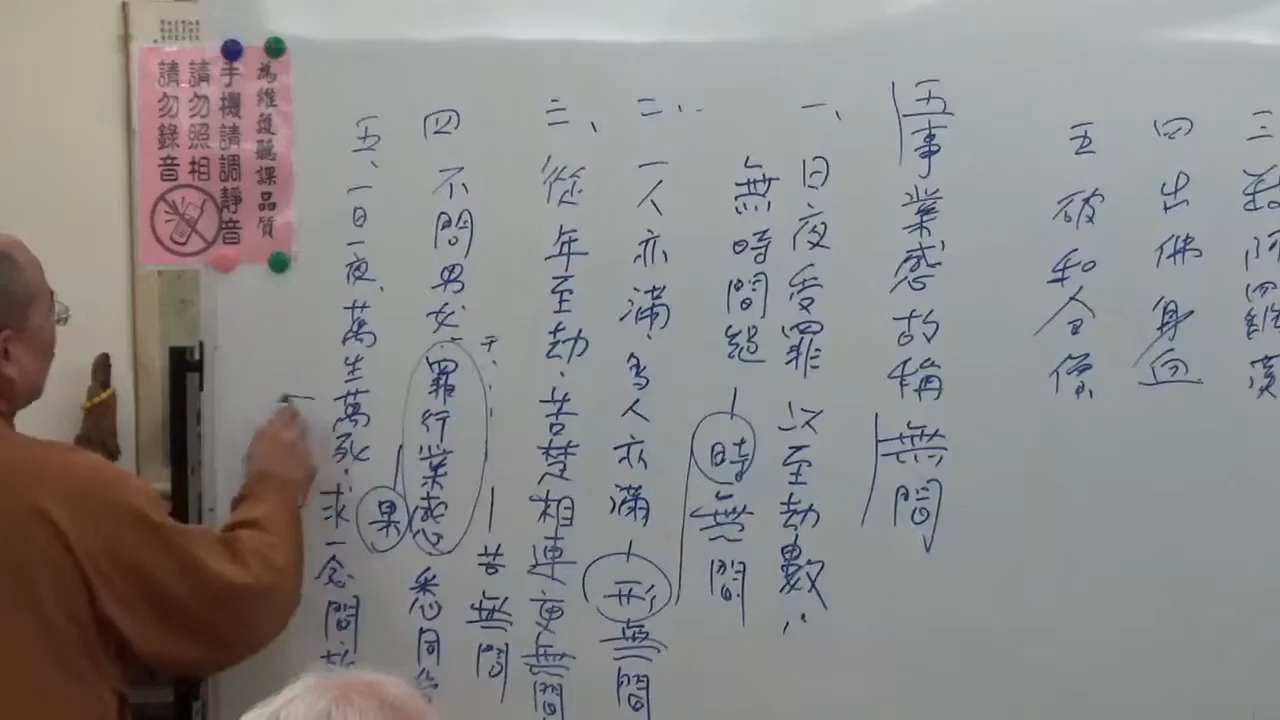 三
四出佛身血
五破和合僧
五事業感故稱無間
一、日夜受罪以至劫數
無時間絕—時無間
二、一人亦滿多人亦滿—形無間
三、從年至劫苦楚相連更無間
—苦無間
四不問男女罪行業感悉同
果
五、一日一夜、萬生萬死求一念間
為維護聽課品質
手機請調靜音
請勿照相
請勿錄音